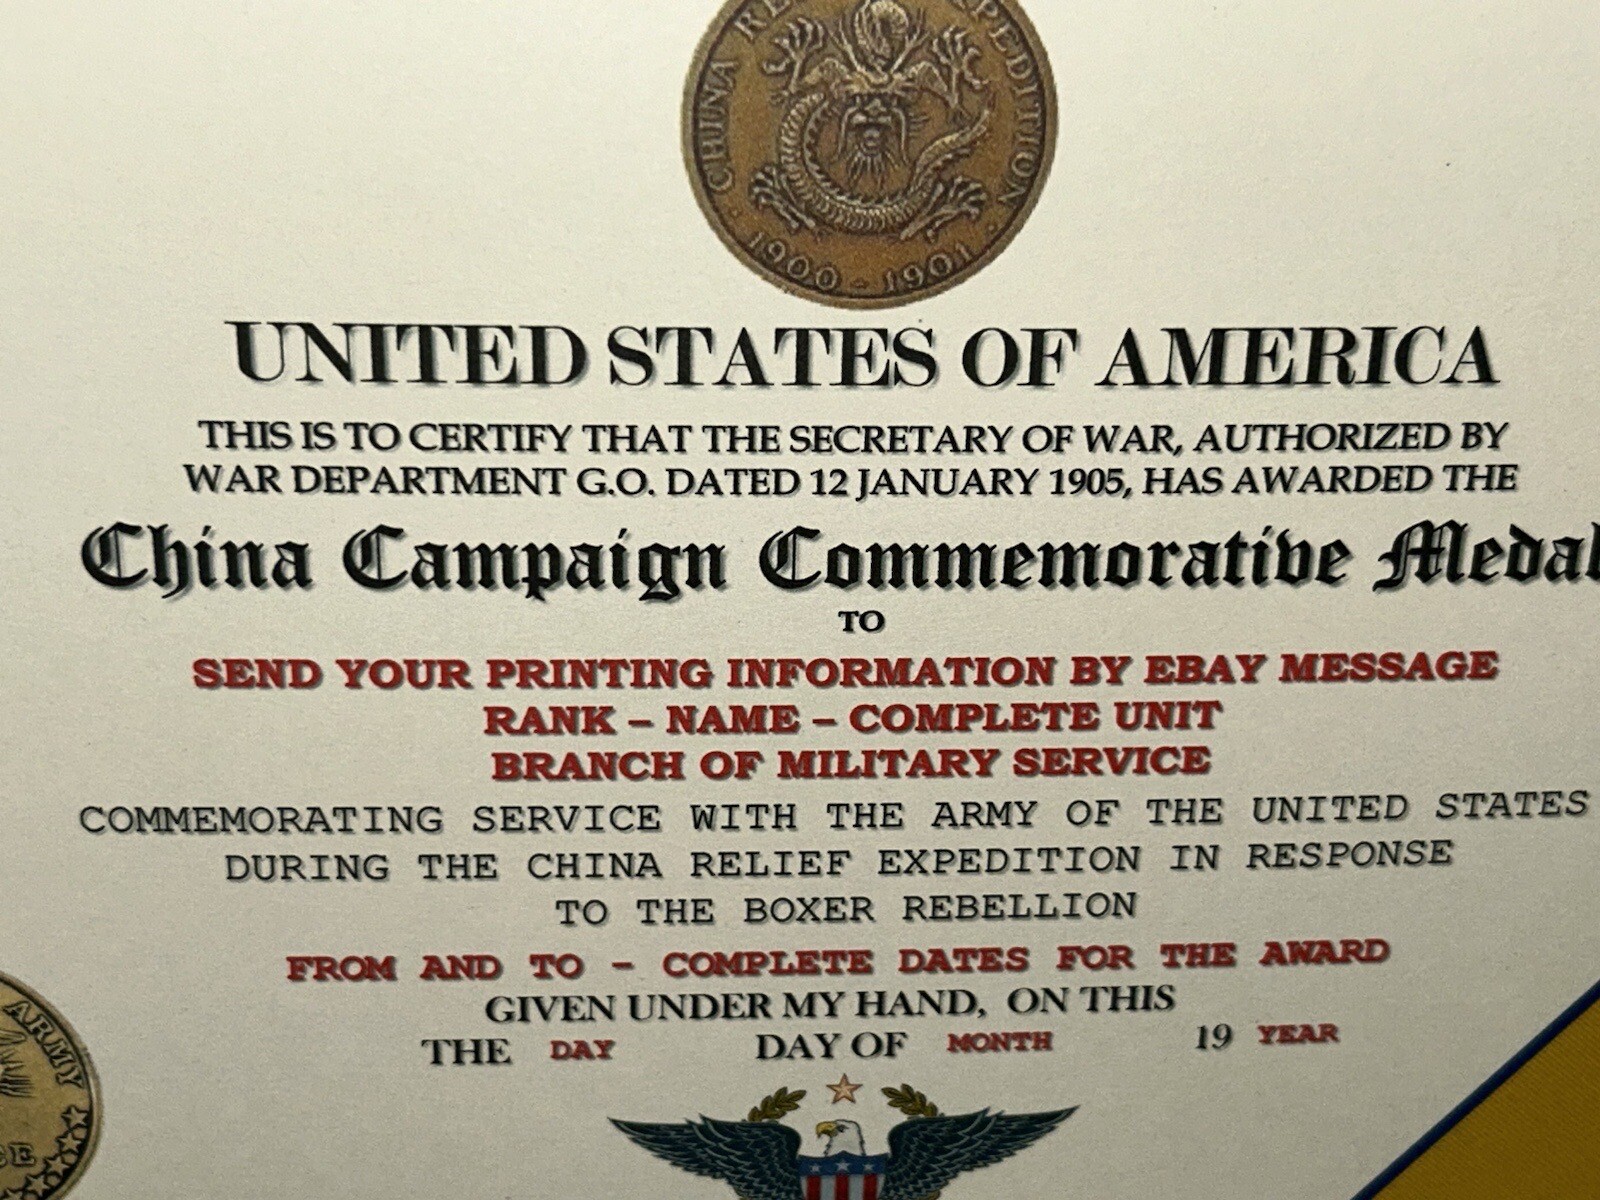 CHINA RE PEDITION
1900 - 1901
UNITED STATES OF AMERICA
THIS IS TO CERTIFY THAT THE SECRETARY OF WAR, AUTHORIZED BY
WAR DEPARTMENT G.O. DATED 12 JANUARY 1905, HAS AWARDED THE
China Campaign Commemorative Medal
TO
SEND YOUR PRINTING INFORMATION BY EBAY MESSAGE
RANK – NAME – COMPLETE UNIT
BRANCH OF MILITARY SERVICE
COMMEMORATING SERVICE WITH THE ARMY OF THE UNITED STATES
DURING THE CHINA RELIEF EXPEDITION IN RESPONSE
TO THE BOXER REBELLION
FROM AND TO – COMPLETE DATES FOR THE AWARD
GIVEN UNDER MY HAND, ON THIS
THE DAY DAY OF MONTH 19 YEAR
ARMY